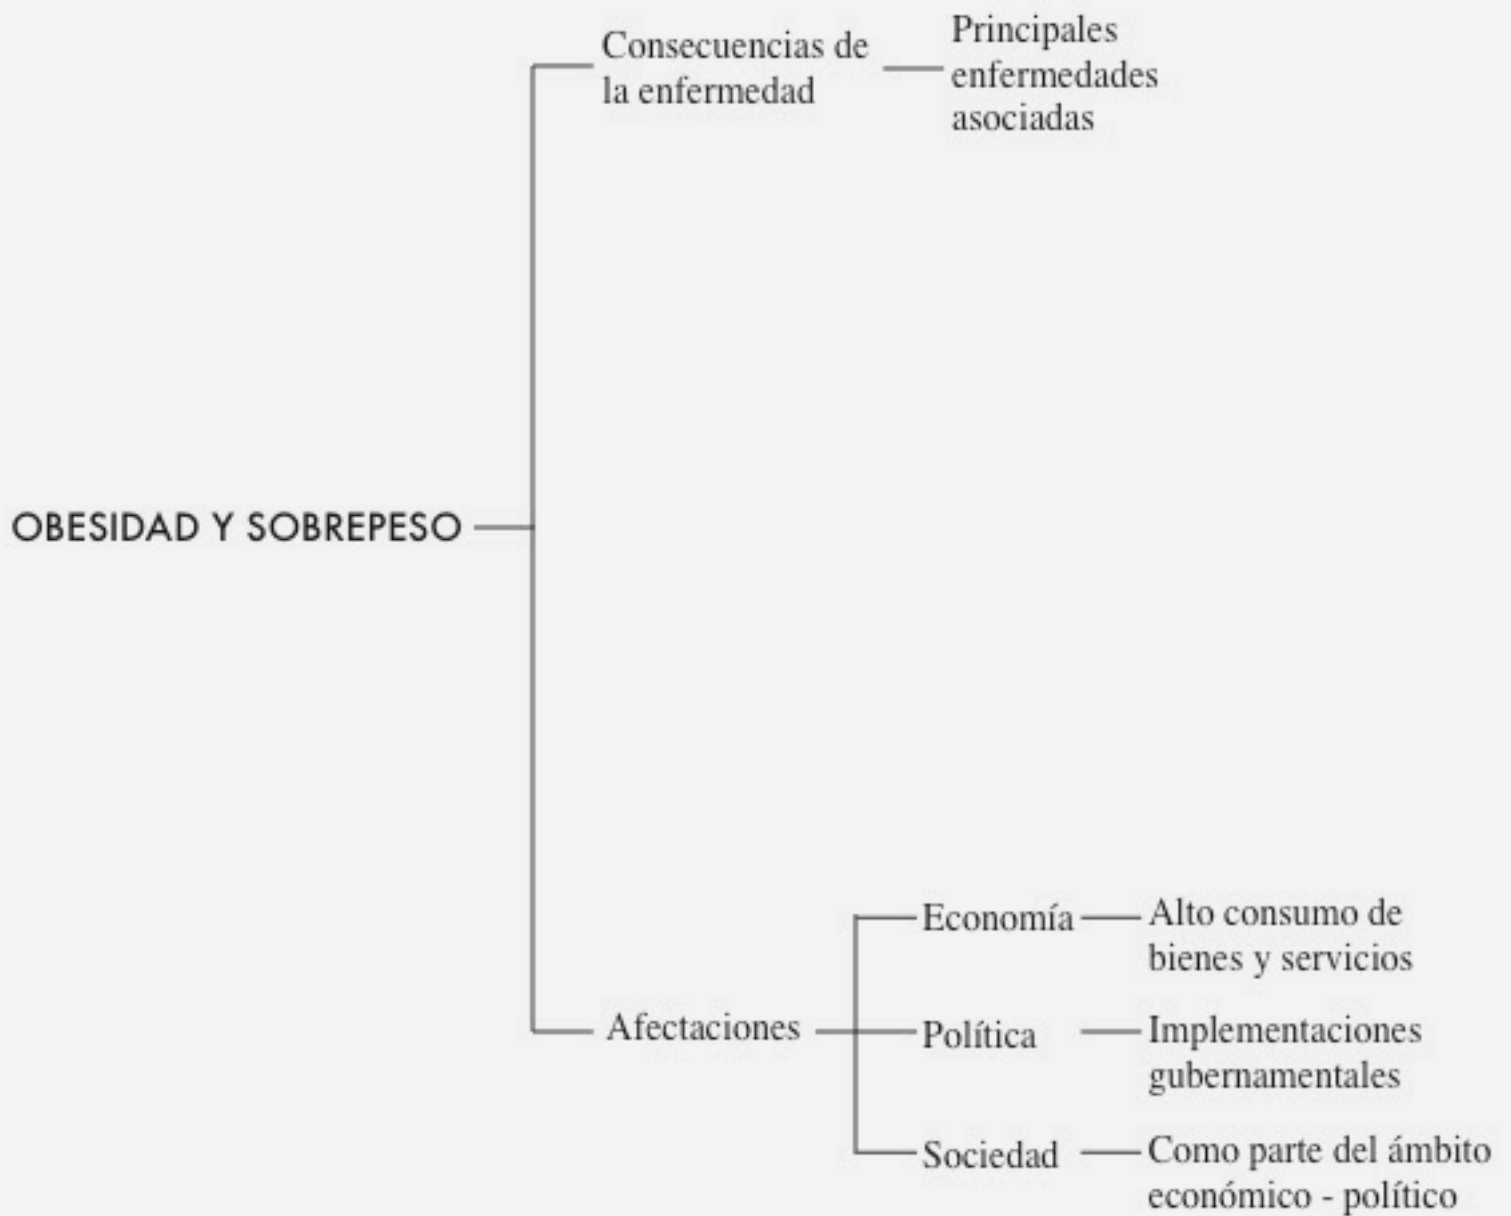 Consecuencias de
la enfermedad
Principales
enfermedades
asociadas
OBESIDAD Y SOBREPESO
Afectaciones
Economía
Alto consumo de
bienes y servicios
Política
Implementaciones
gubernamentales
Sociedad
Como parte del ámbito
económico - político